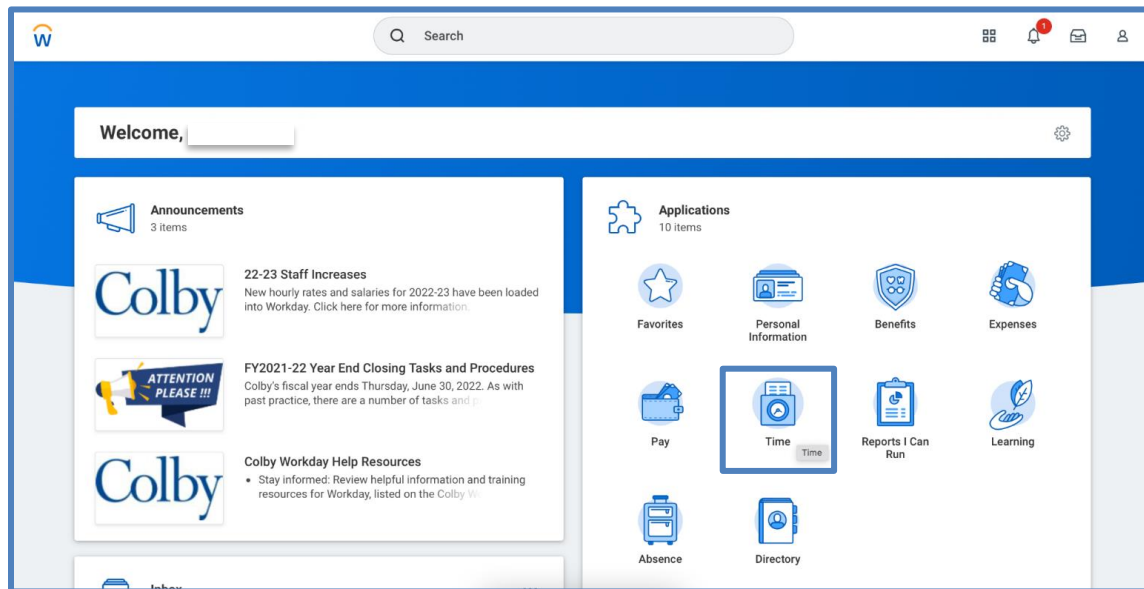 W
Search
1
Welcome,
Announcements
3 items
Colby
22-23 Staff Increases
New hourly rates and salaries for 2022-23 have been loaded
into Workday. Click here for more information.
ATTENTION
PLEASE !!!
FY2021-22 Year End Closing Tasks and Procedures
Colby's fiscal year ends Thursday, June 30, 2022. As with
past practice, there are a number of tasks and
Colby
Colby Workday Help Resources
• Stay informed: Review helpful information and training
resources for Workday, listed on the Colby
Inbox
Applications
10 items
Favorites
Personal
Information
Benefits
Expenses
Pay
Time
Time
Reports I Can
Run
Learning
Absence
Directory